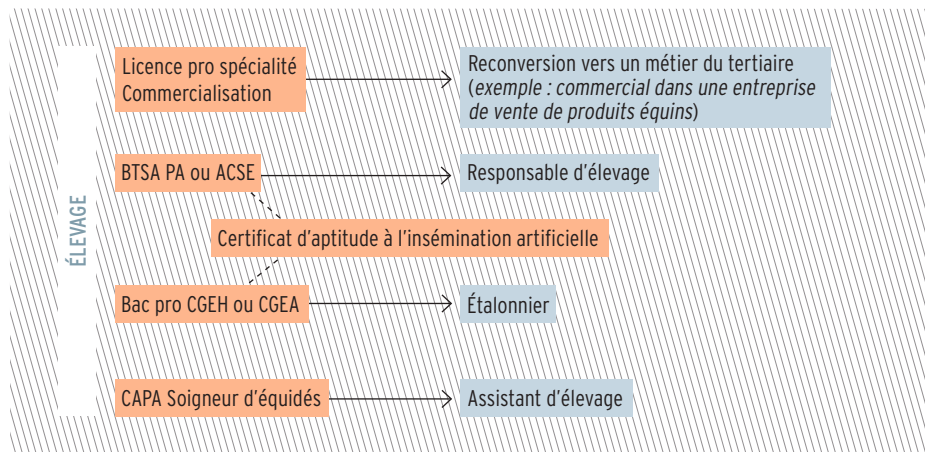 ÉLEVAGE
Licence pro spécialité
Commercialisation
Reconversion vers un métier du tertiaire
(exemple : commercial dans une entreprise
de vente de produits équins)
BTSA PA ou ACSE
Responsable d'élevage
Certificat d'aptitude à l'insémination artificielle
Bac pro CGEH ou CGEA
Étalonnier
CAPA Soigneur d'équidés
Assistant d'élevage